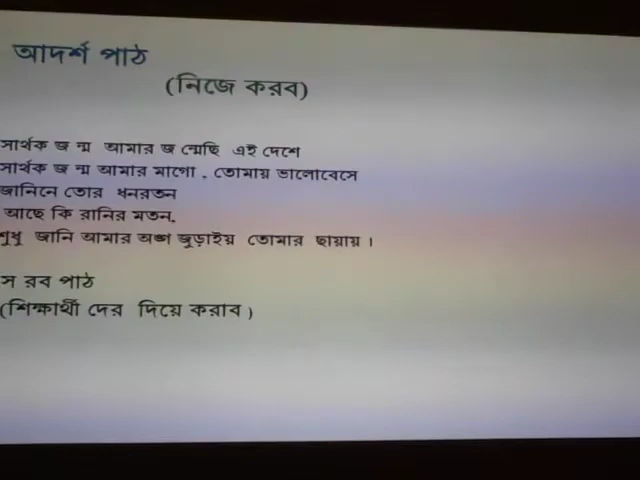 আদর্শ পাঠ
(নিজে করব)
সার্থক জ ন্ম আমার জ ন্মেছি এই দেশে
সার্থক জ ন্ম আমার মাগো , তোমায় ভালোবেসে
জানিনে তোর ধনরতন
আছে কি রানির মতন,
শুধু জানি আমার অঙ্গ জুড়াইয় তোমার ছায়ায় ।
স রব পাঠ
(শিক্ষার্থী দের দিয়ে করাব )